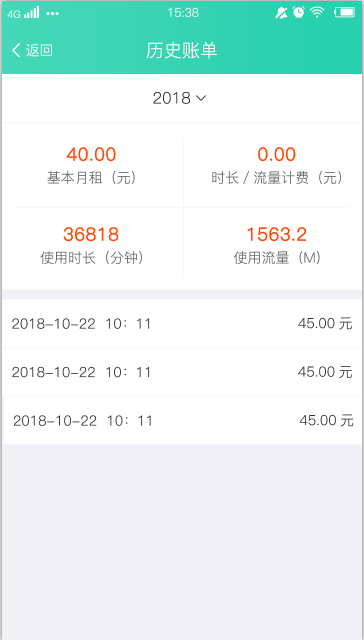 4G 15:38
返回 历史账单
2018
40.00 0.00
基本月租（元） 时长 / 流量计费（元）
36818 1563.2
使用时长（分钟） 使用流量（M）
2018-10-22 10：11 45.00 元
2018-10-22 10：11 45.00 元
2018-10-22 10：11 45.00 元